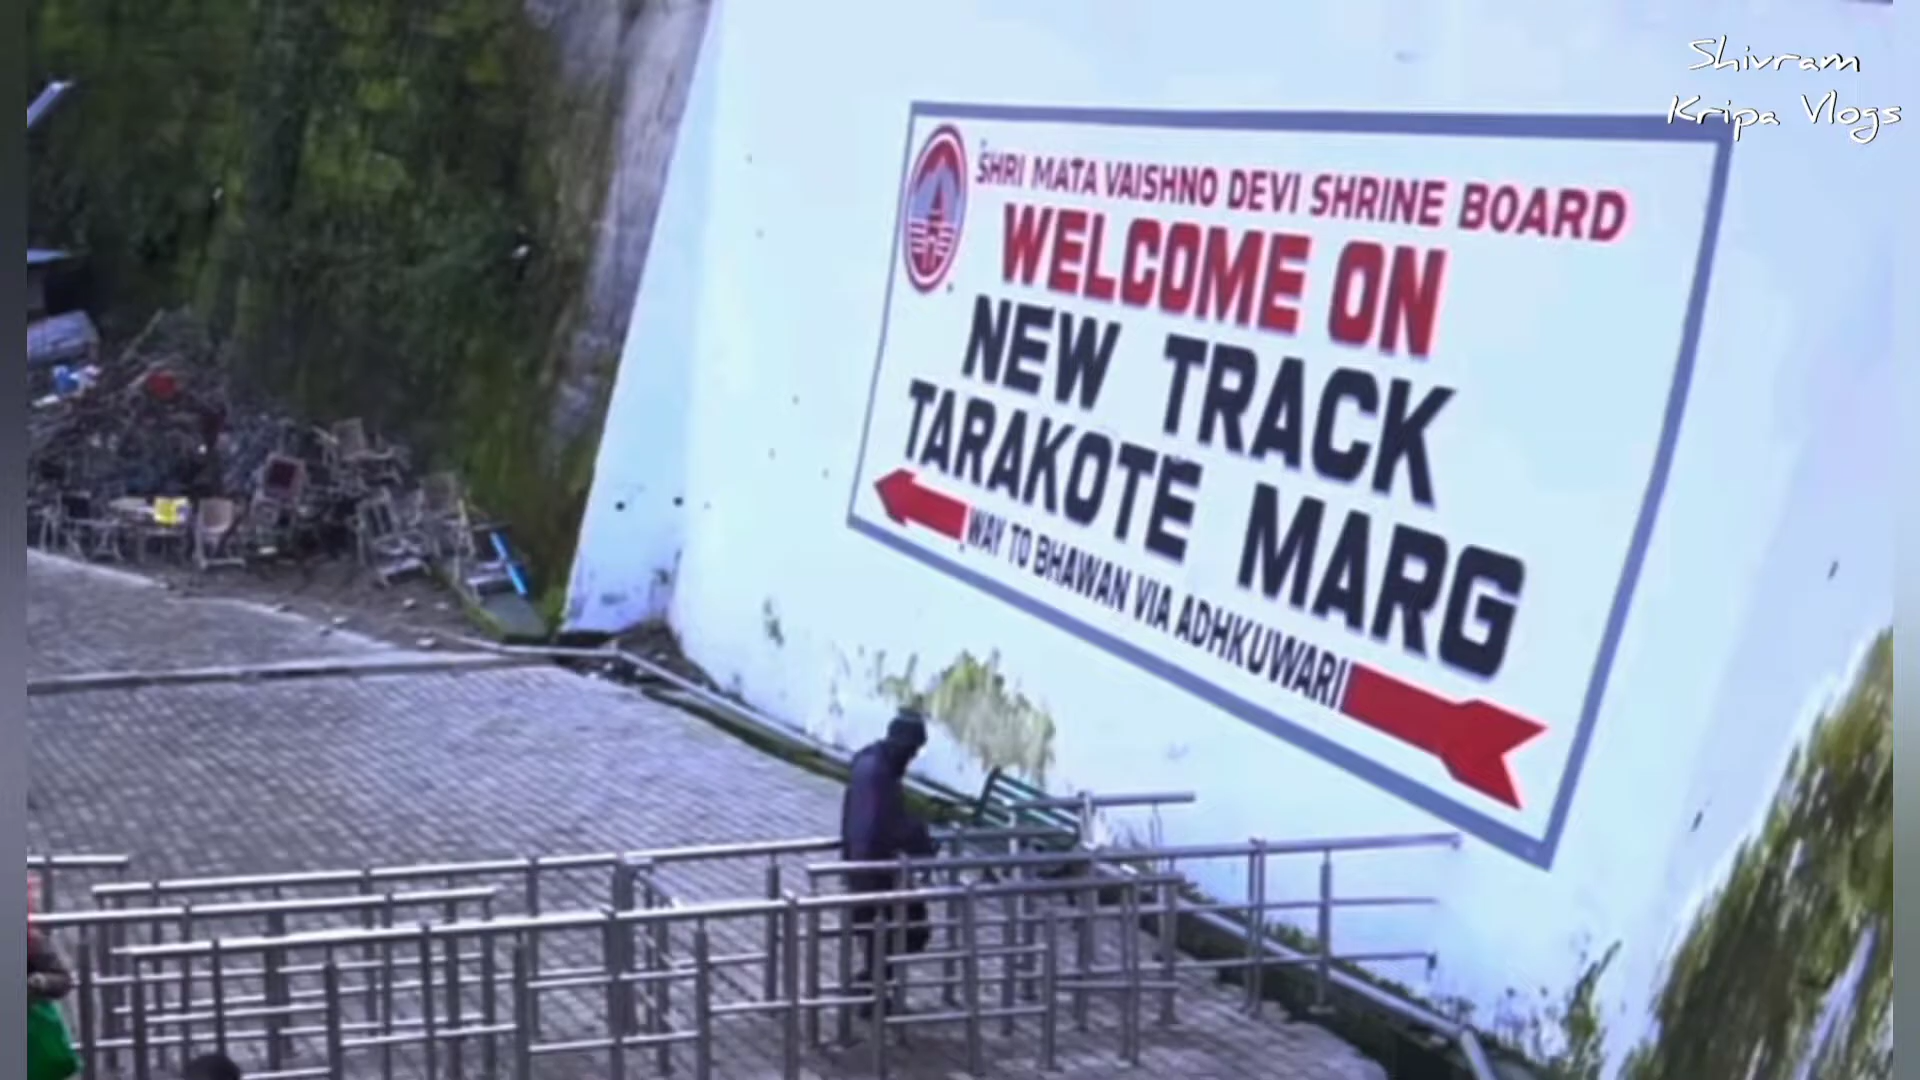 Shivram
Kripa Vlogs
SHRI MATA VAISHNO DEVI SHRINE BOARD
WELCOME ON
NEW TRACK
TARAKOTE MARG
WAY TO BHAWAN VIA ADHKUWARI